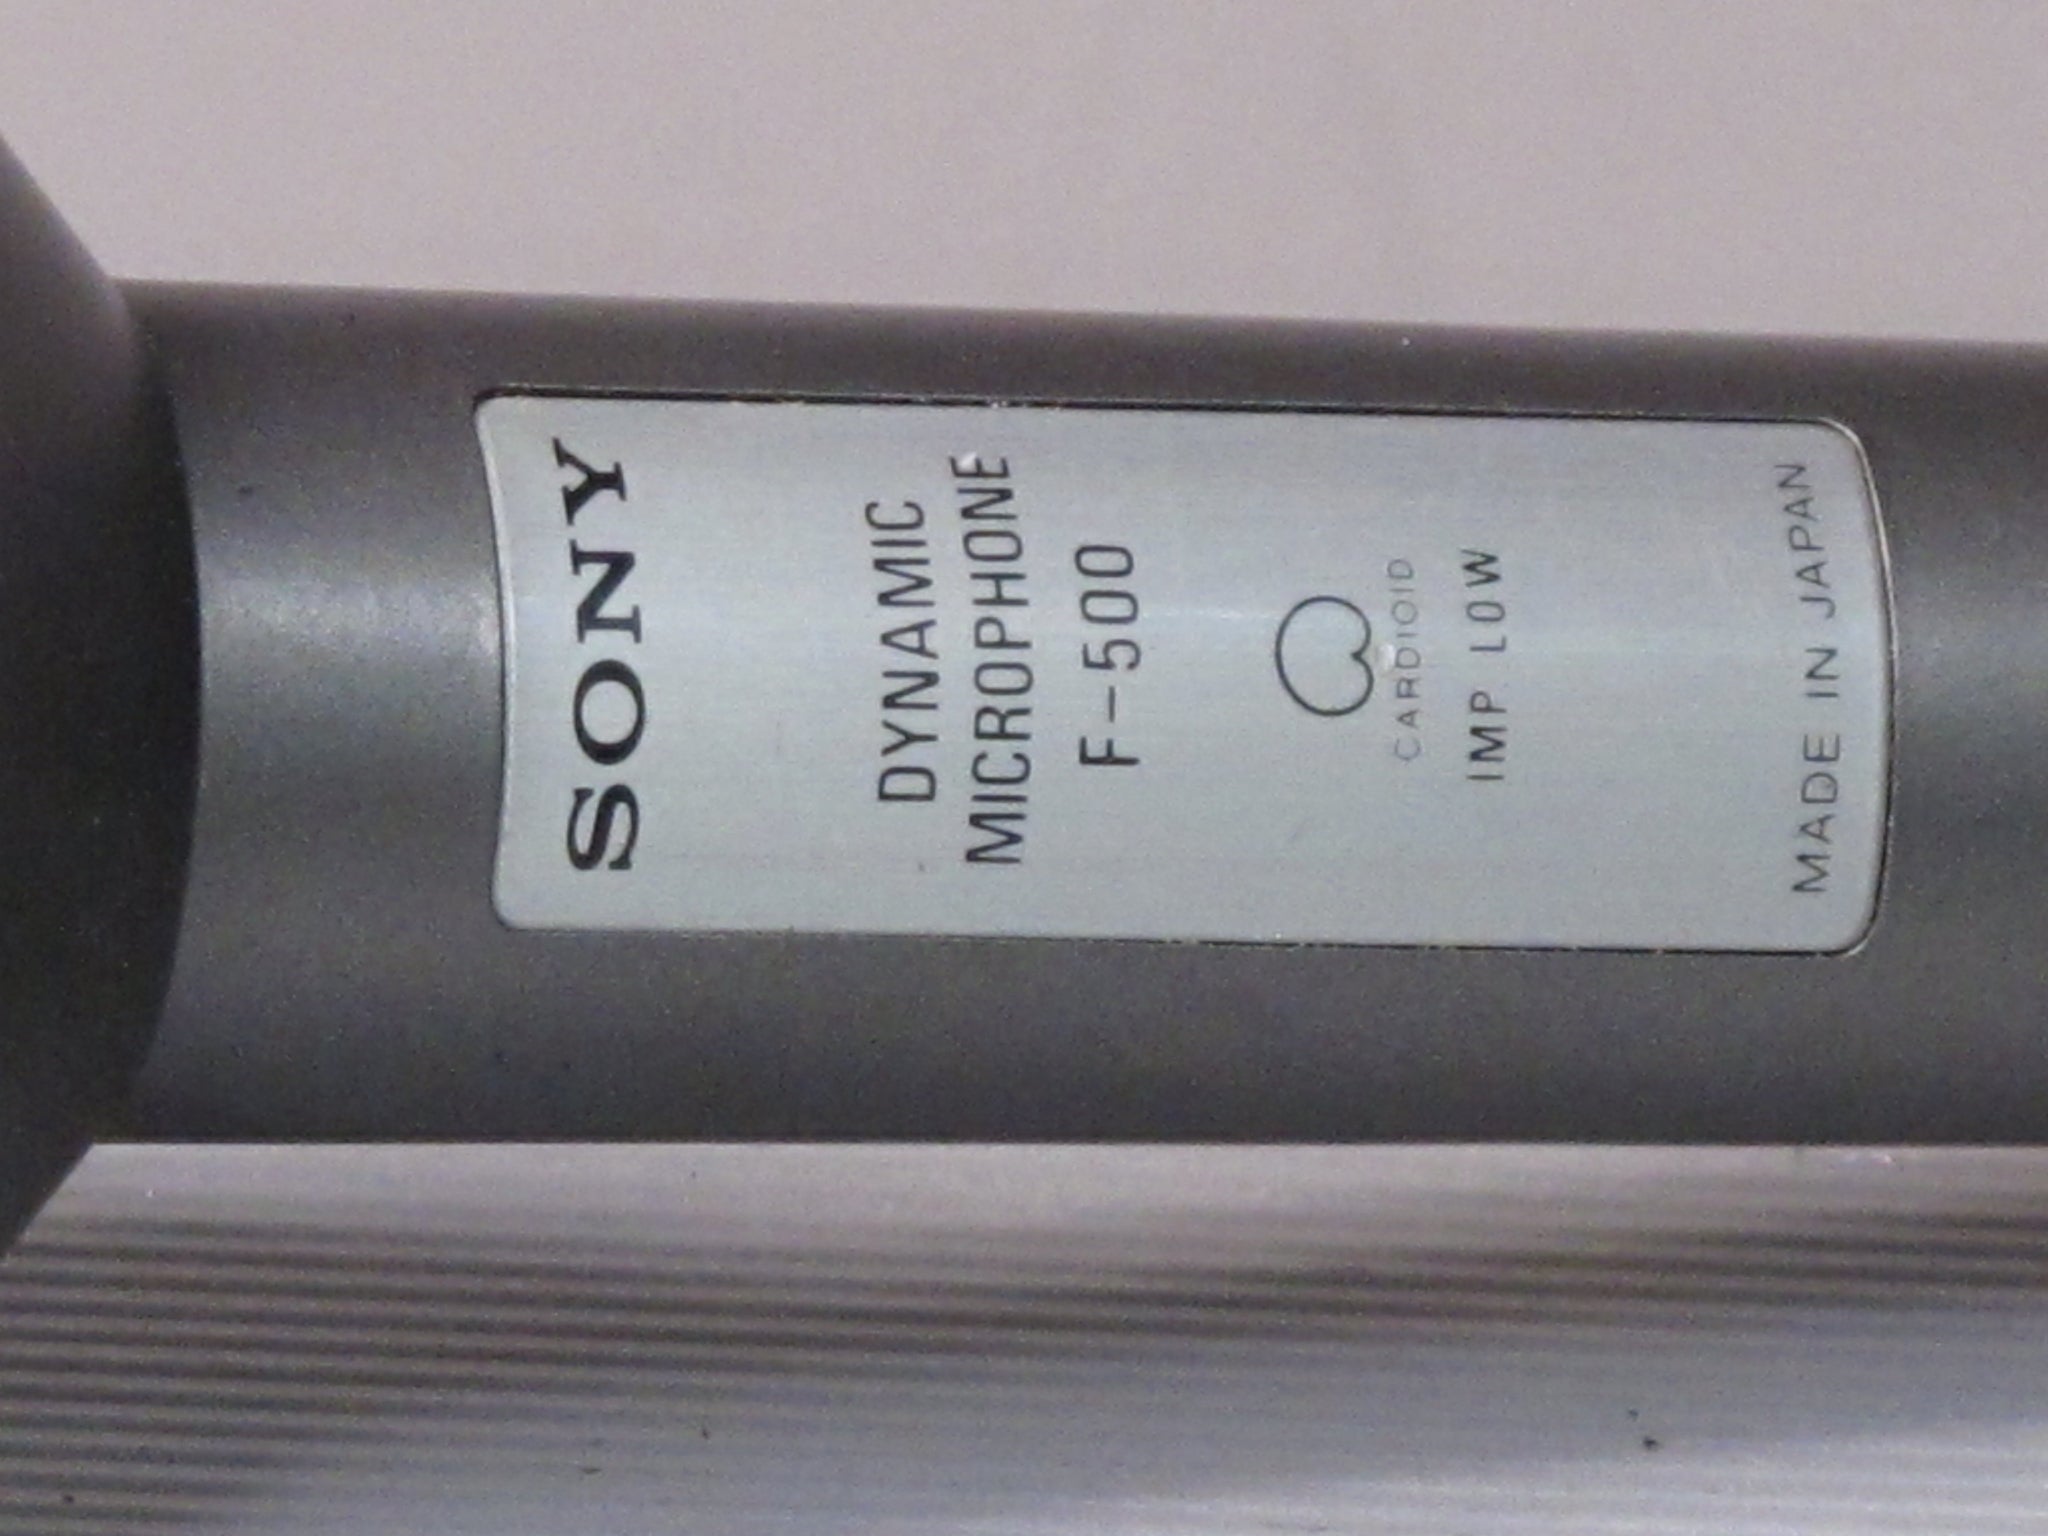 SONY
DYNAMIC
MICROPHONE
F-500
CARDIOID
IMP LOW
MADE IN JAPAN